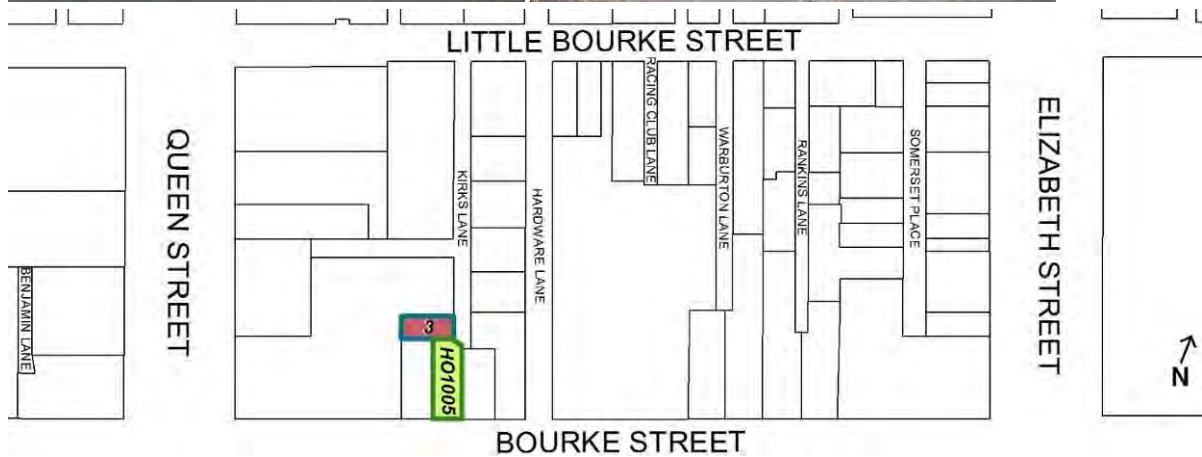 LITTLE BOURKE STREET
QUEEN STREET
BENJAMIN LANE
KIRKS LANE
HARDWARE LANE
RACING CLUB LANE
WARBURTON LANE
RANKINS LANE
SOMERSET PLACE
ELIZABETH STREET
3
HO1005
N
BOURKE STREET